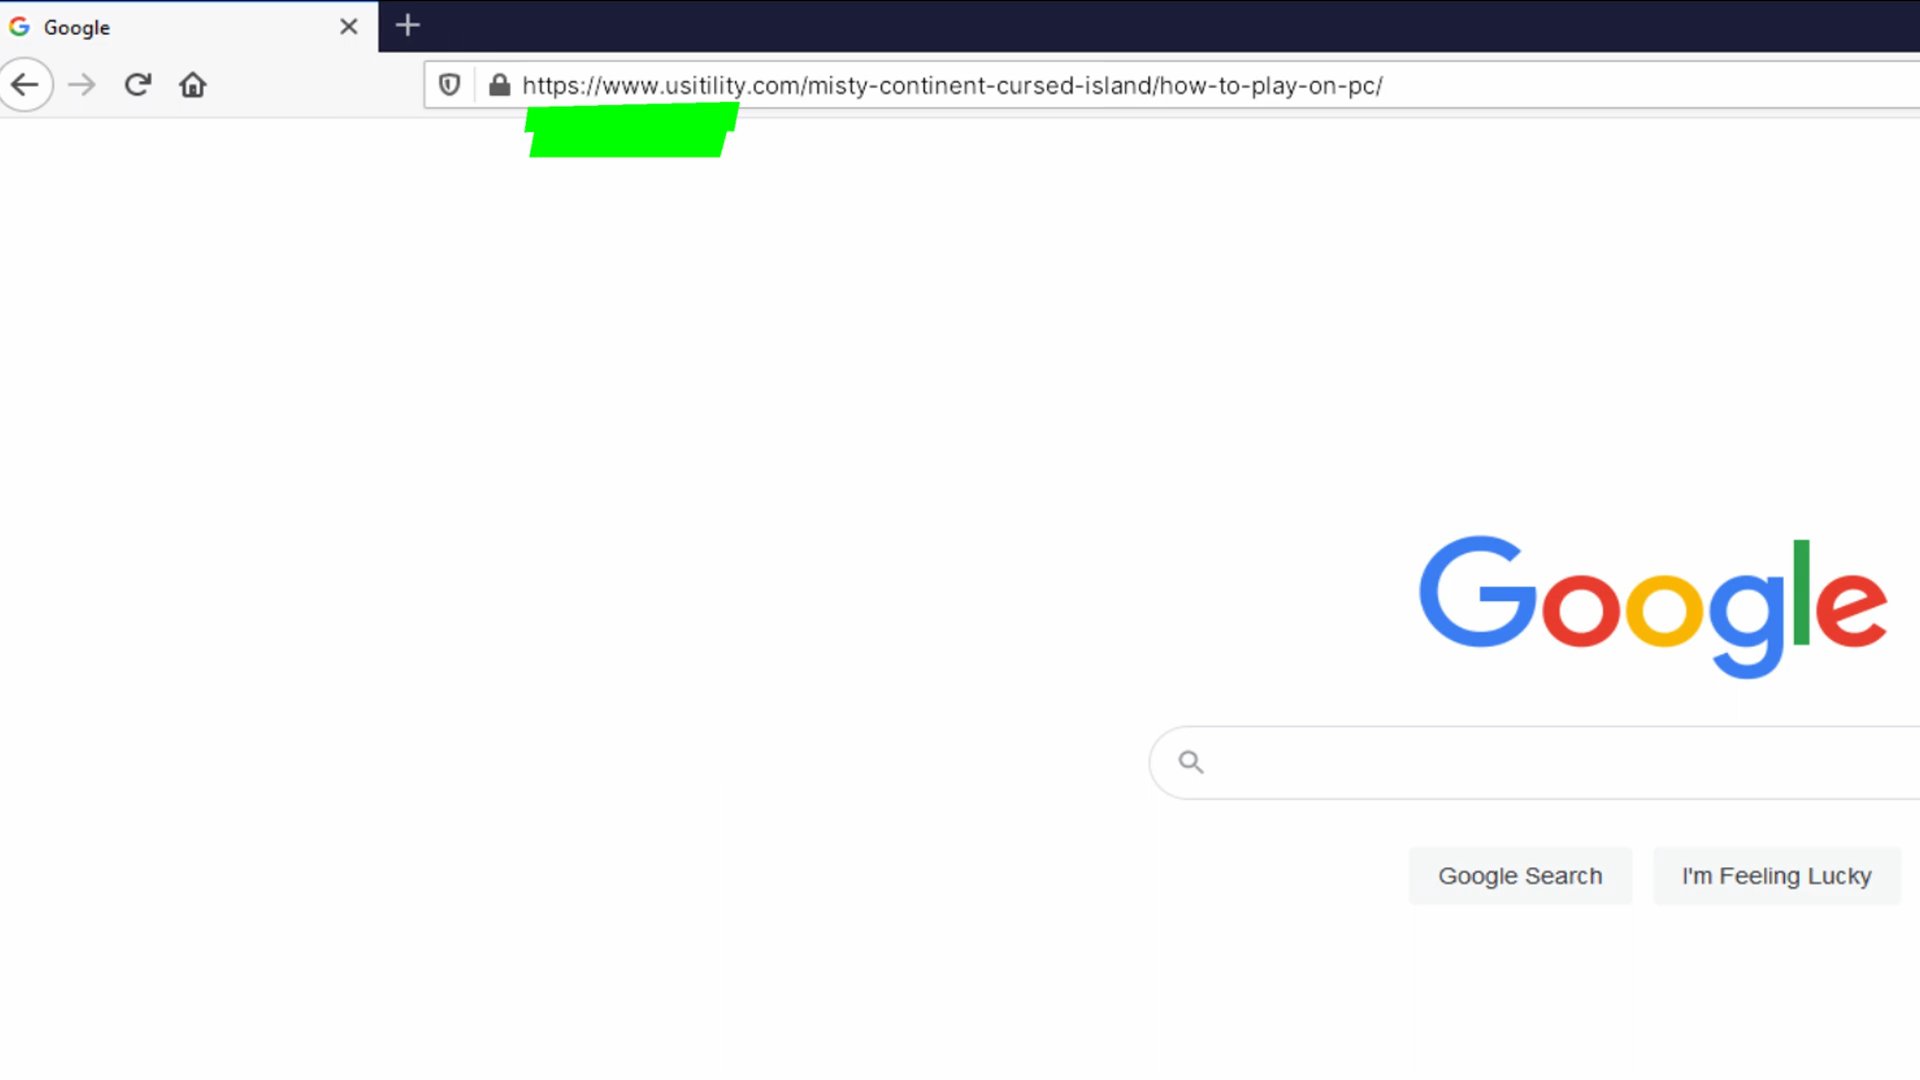 Google
https://www.usitility.com/misty-continent-cursed-island/how-to-play-on-pc/
Google
Google Search
I'm Feeling Lucky